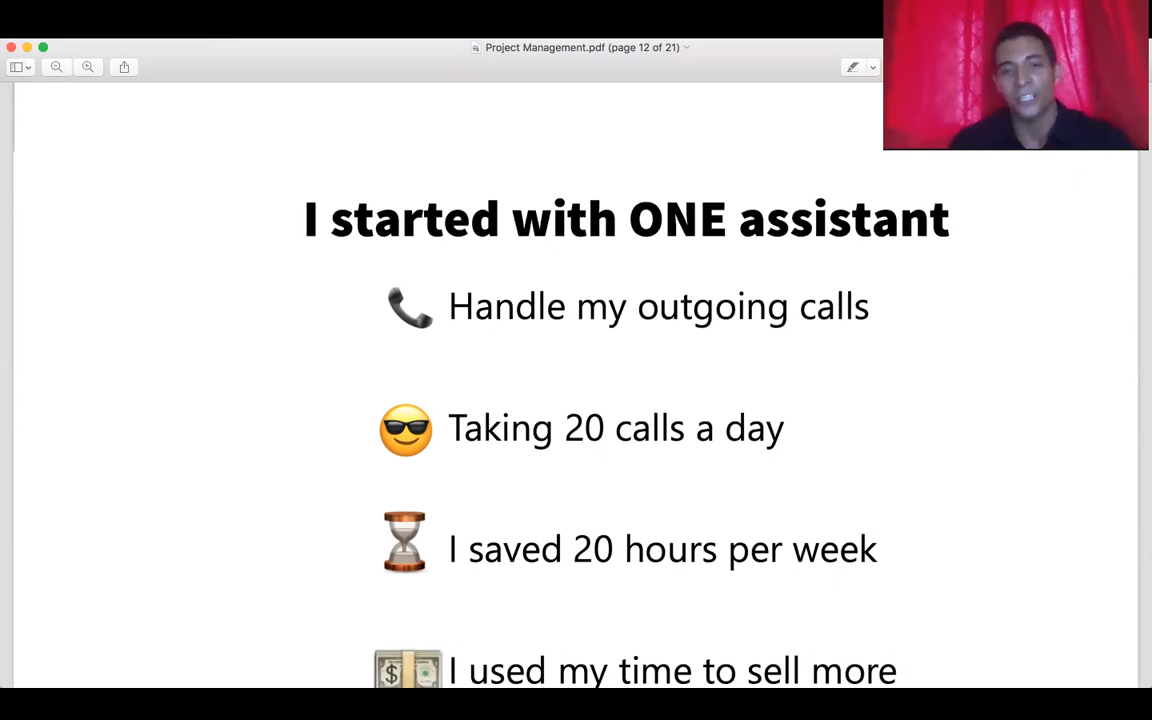 Project Management.pdf (page 12 of 21)
I started with ONE assistant
Handle my outgoing calls
Taking 20 calls a day
I saved 20 hours per week
I used my time to sell more